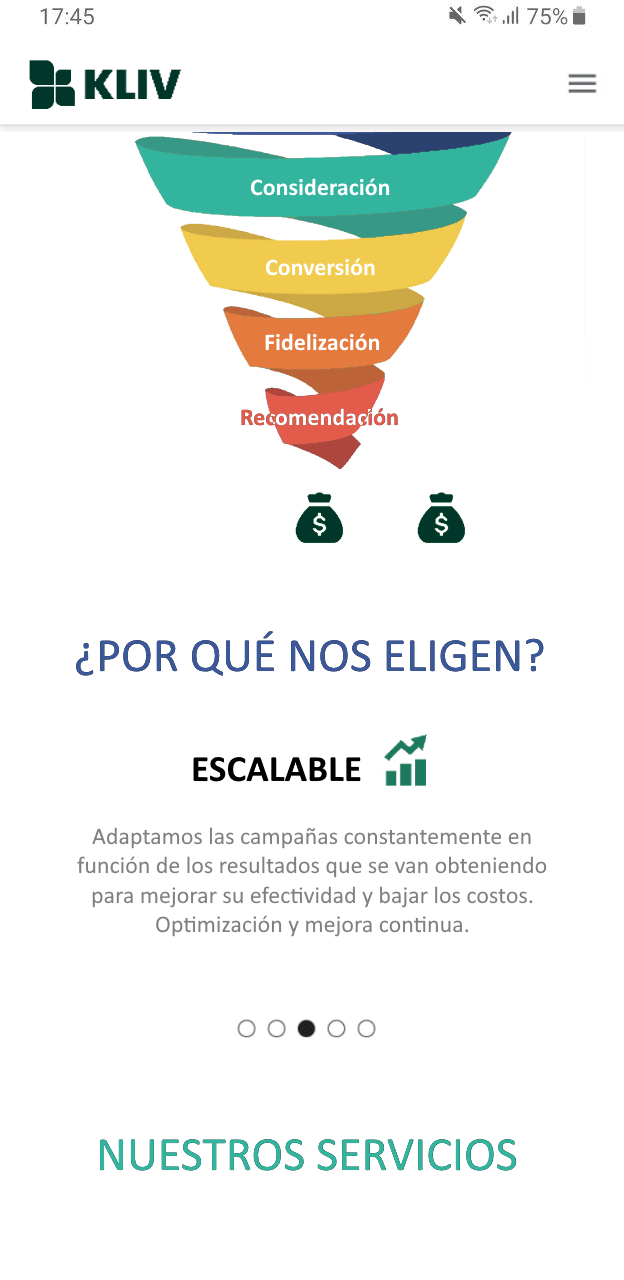 17:45
75%
KLIV
Consideración
Conversión
Fidelización
Recomendación
$ $
¿POR QUÉ NOS ELIGEN?
ESCALABLE
Adaptamos las campañas constantemente en
función de los resultados que se van obteniendo
para mejorar su efectividad y bajar los costos.
Optimización y mejora continua.
NUESTROS SERVICIOS